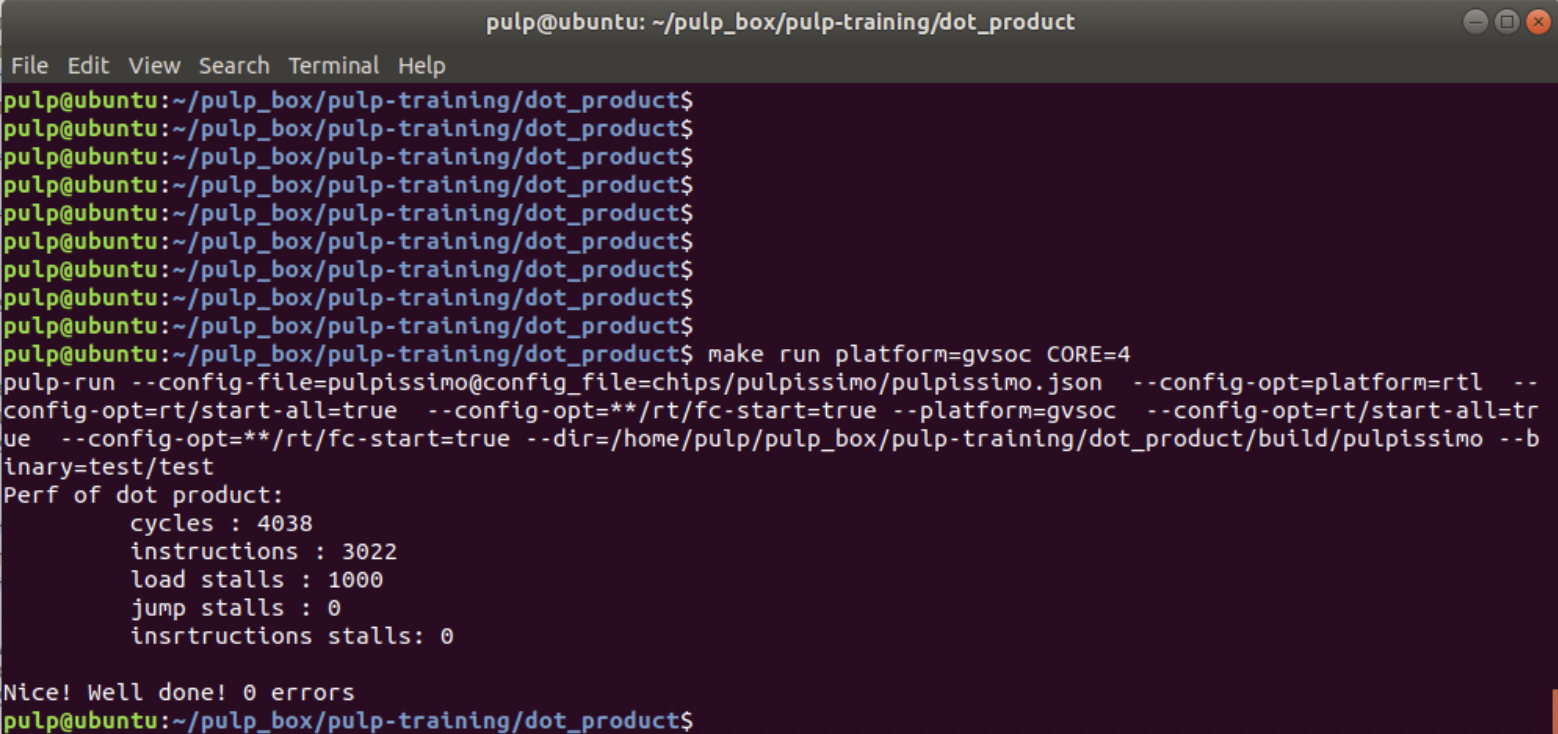 pulp@ubuntu: ~/pulp_box/pulp-training/dot_product
File Edit View Search Terminal Help
pulp@ubuntu:~/pulp_box/pulp-training/dot_product$
pulp@ubuntu:~/pulp_box/pulp-training/dot_product$
pulp@ubuntu:~/pulp_box/pulp-training/dot_product$
pulp@ubuntu:~/pulp_box/pulp-training/dot_product$
pulp@ubuntu:~/pulp_box/pulp-training/dot_product$
pulp@ubuntu:~/pulp_box/pulp-training/dot_product$
pulp@ubuntu:~/pulp_box/pulp-training/dot_product$
pulp@ubuntu:~/pulp_box/pulp-training/dot_product$
pulp@ubuntu:~/pulp_box/pulp-training/dot_product$
pulp@ubuntu:~/pulp_box/pulp-training/dot_product$ make run platform=gvsoc CORE=4
pulp-run --config-file=pulpissimo@config_file=chips/pulpissimo/pulpissimo.json  --config-opt=platform=rtl  --
config-opt=rt/start-all=true  --config-opt=**/rt/fc-start=true --platform=gvsoc  --config-opt=rt/start-all=tr
ue  --config-opt=**/rt/fc-start=true --dir=/home/pulp/pulp_box/pulp-training/dot_product/build/pulpissimo --b
inary=test/test
Perf of dot product:
         cycles : 4038
         instructions : 3022
         load stalls : 1000
         jump stalls : 0
         insrtructions stalls: 0
Nice! Well done! 0 errors
pulp@ubuntu:~/pulp_box/pulp-training/dot_product$